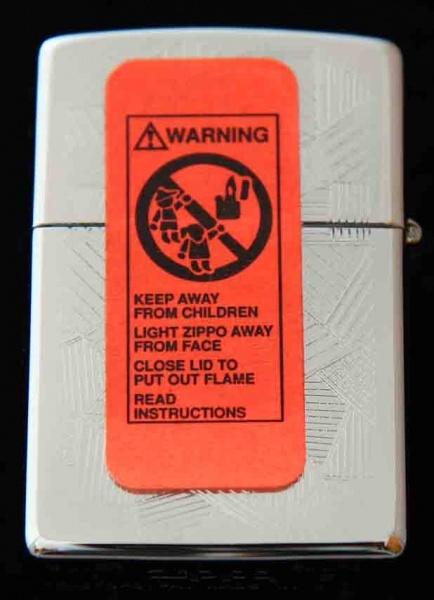 WARNING
KEEP AWAY
FROM CHILDREN
LIGHT ZIPPO AWAY
FROM FACE
CLOSE LID TO
PUT OUT FLAME
READ
INSTRUCTIONS